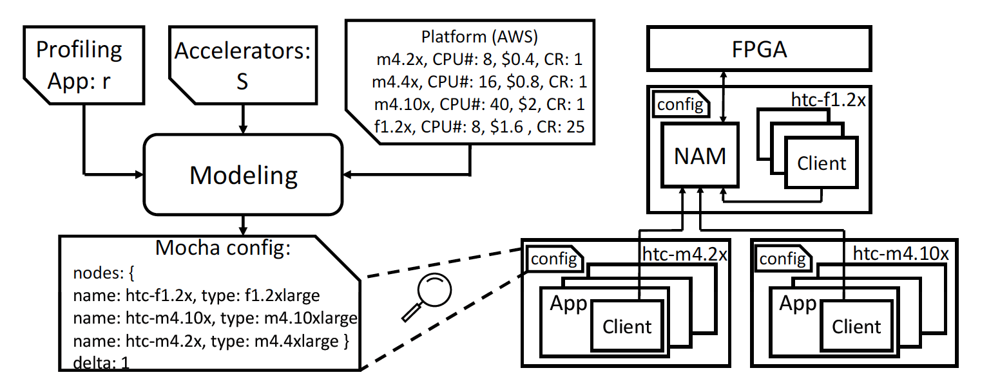 Profiling
App: r
Accelerators:
S
Platform (AWS)
m4.2x, CPU#: 8, $0.4, CR: 1
m4.4x, CPU#: 16, $0.8, CR: 1
m4.10x, CPU#: 40, $2, CR: 1
f1.2x, CPU#: 8, $1.6 , CR: 25
Modeling
Mocha config:
nodes: {
name: htc-f1.2x, type: f1.2xlarge
name: htc-m4.10x, type: m4.10xlarge
name: htc-m4.2x, type: m4.4xlarge }
delta: 1
FPGA
config
htc-f1.2x
NAM
Client
config
htc-m4.2x
App
Client
config
htc-m4.10x
App
Client